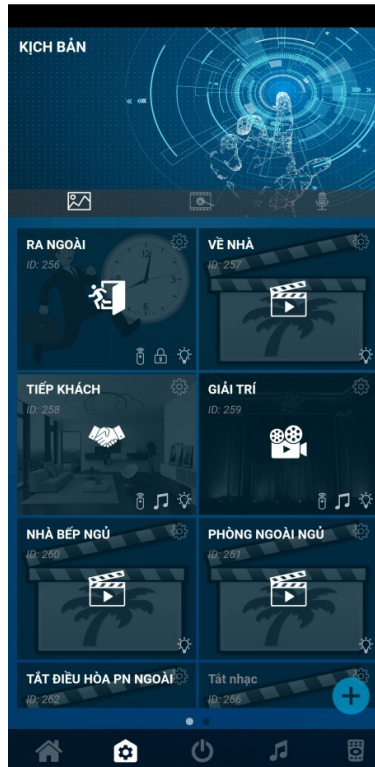 KỊCH BẢN
RA NGOÀI
ID: 256
VỀ NHÀ
ID: 257
TIẾP KHÁCH
ID: 258
GIẢI TRÍ
ID: 259
NHÀ BẾP NGỦ
ID: 260
PHÒNG NGOÀI NGỦ
ID: 261
TẮT ĐIỀU HÒA PN NGOÀI
ID: 262
Tắt nhạc
ID: 266